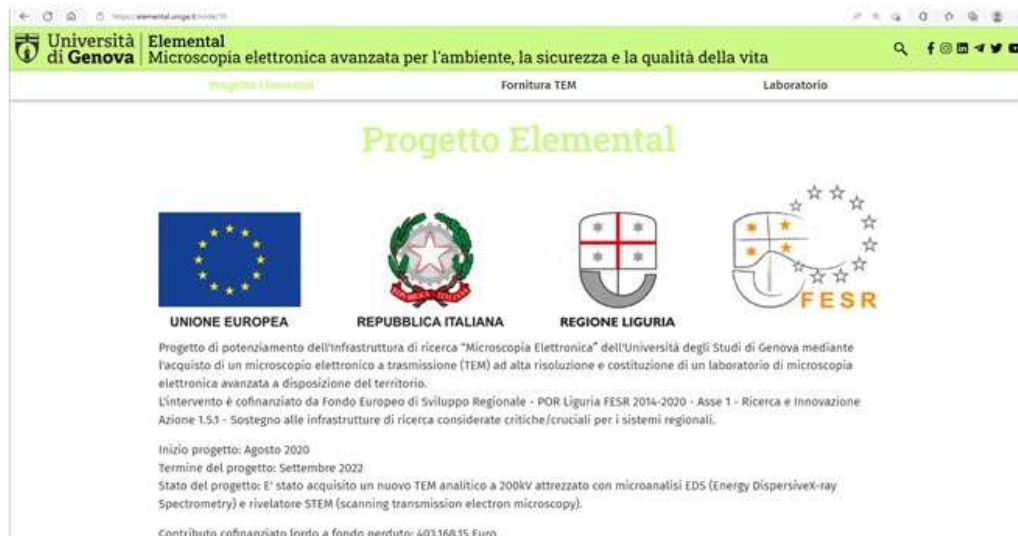 https://elemental.unige.it/node/10
Università
di Genova
Elemental
Microscopia elettronica avanzata per l'ambiente, la sicurezza e la qualità della vita
Progetto Elemental
Fornitura TEM
Laboratorio
Progetto Elemental
FESR
UNIONE EUROPEA
REPUBBLICA ITALIANA
REGIONE LIGURIA
Progetto di potenziamento dell'Infrastruttura di ricerca "Microscopia Elettronica" dell'Università degli Studi di Genova mediante
l'acquisto di un microscopio elettronico a trasmissione (TEM) ad alta risoluzione e costituzione di un laboratorio di microscopia
elettronica avanzata a disposizione del territorio.
L'intervento è cofinanziato da Fondo Europeo di Sviluppo Regionale - POR Liguria FESR 2014-2020 - Asse 1 - Ricerca e Innovazione
Azione 1.5.1 - Sostegno alle infrastrutture di ricerca considerate critiche/cruciali per i sistemi regionali.
Inizio progetto: Agosto 2020
Termine del progetto: Settembre 2022
Stato del progetto: E' stato acquisito un nuovo TEM analitico a 200kV attrezzato con microanalisi EDS (Energy DispersiveX-ray
Spectrometry) e rivelatore STEM (scanning transmission electron microscopy).
Contributo cofinanziato lordo a fondo perduto: 403.168,15 Euro